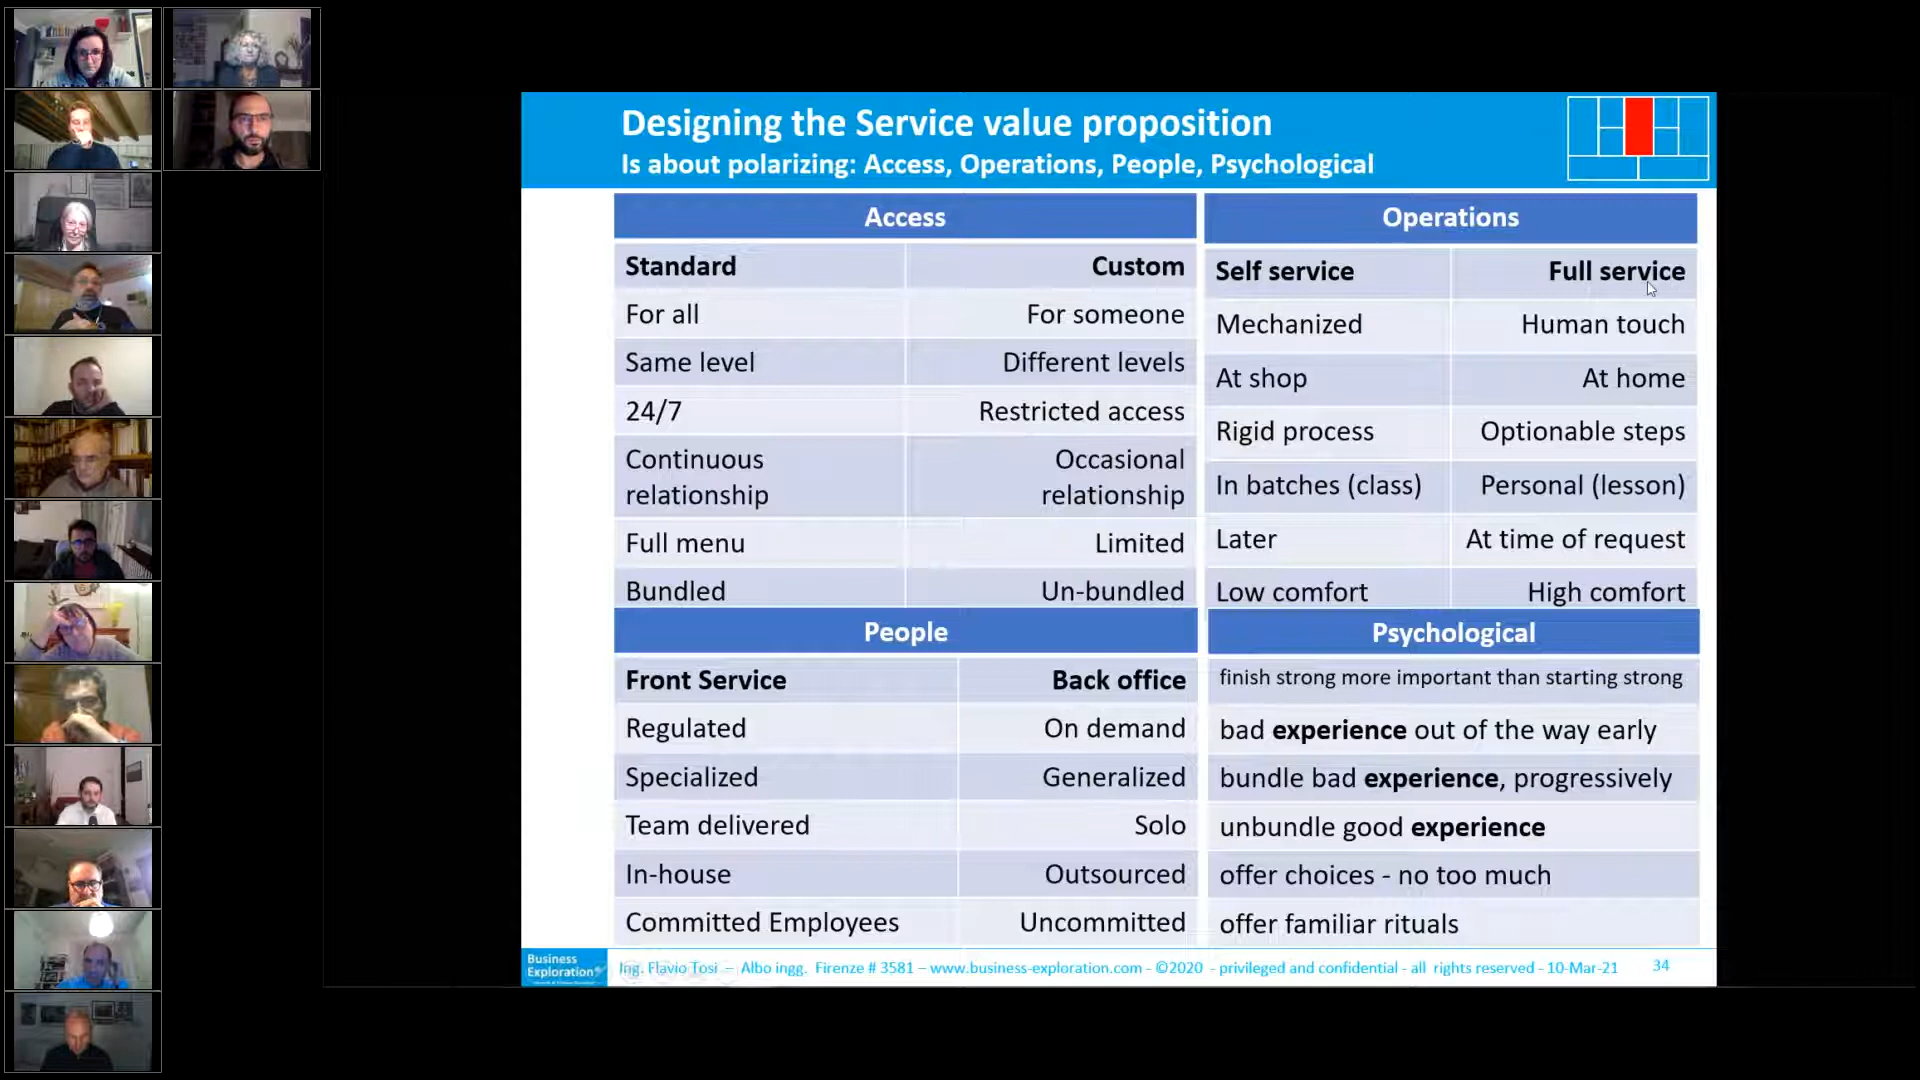 Designing the Service value proposition
Is about polarizing: Access, Operations, People, Psychological
Access
Standard Custom
For all For someone
Same level Different levels
24/7 Restricted access
Continuous relationship Occasional relationship
Full menu Limited
Bundled Un-bundled
Operations
Self service Full service
Mechanized Human touch
At shop At home
Rigid process Optionable steps
In batches (class) Personal (lesson)
Later At time of request
Low comfort High comfort
People
Front Service Back office
Regulated On demand
Specialized Generalized
Team delivered Solo
In-house Outsourced
Committed Employees Uncommitted
Psychological
finish strong more important than starting strong
bad experience out of the way early
bundle bad experience, progressively
unbundle good experience
offer choices - no too much
offer familiar rituals
Business
Exploration
Ing. Flavio Tosi – Albo ingg. Firenze # 3581 – www.business-exploration.com - ©2020 - privileged and confidential - all rights reserved - 10-Mar-21 34